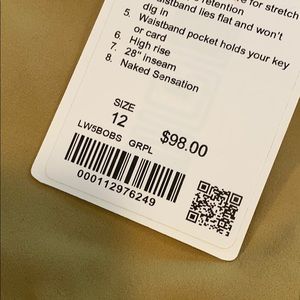 for stretch
retention
waistband lies flat and won't
dig in
5. Waistband pocket holds your key
or card
6. High rise
7. 28" inseam
8. Naked Sensation
SIZE
12
$98.00
LW5BOBS GRPL
000112976249